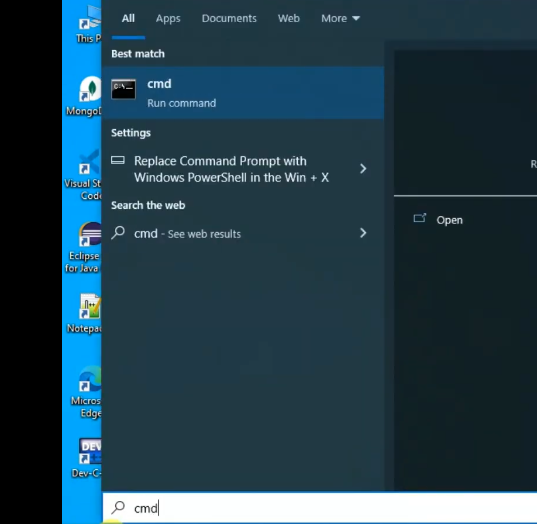 All Apps Documents Web More
Best match
cmd
Run command
Settings
Replace Command Prompt with
Windows PowerShell in the Win + X
Search the web
cmd - See web results
Open
cmd
This P
Visual St
Code
Eclipse
for Java
Notepa
Micros
Edge
DEV
Dev-C-